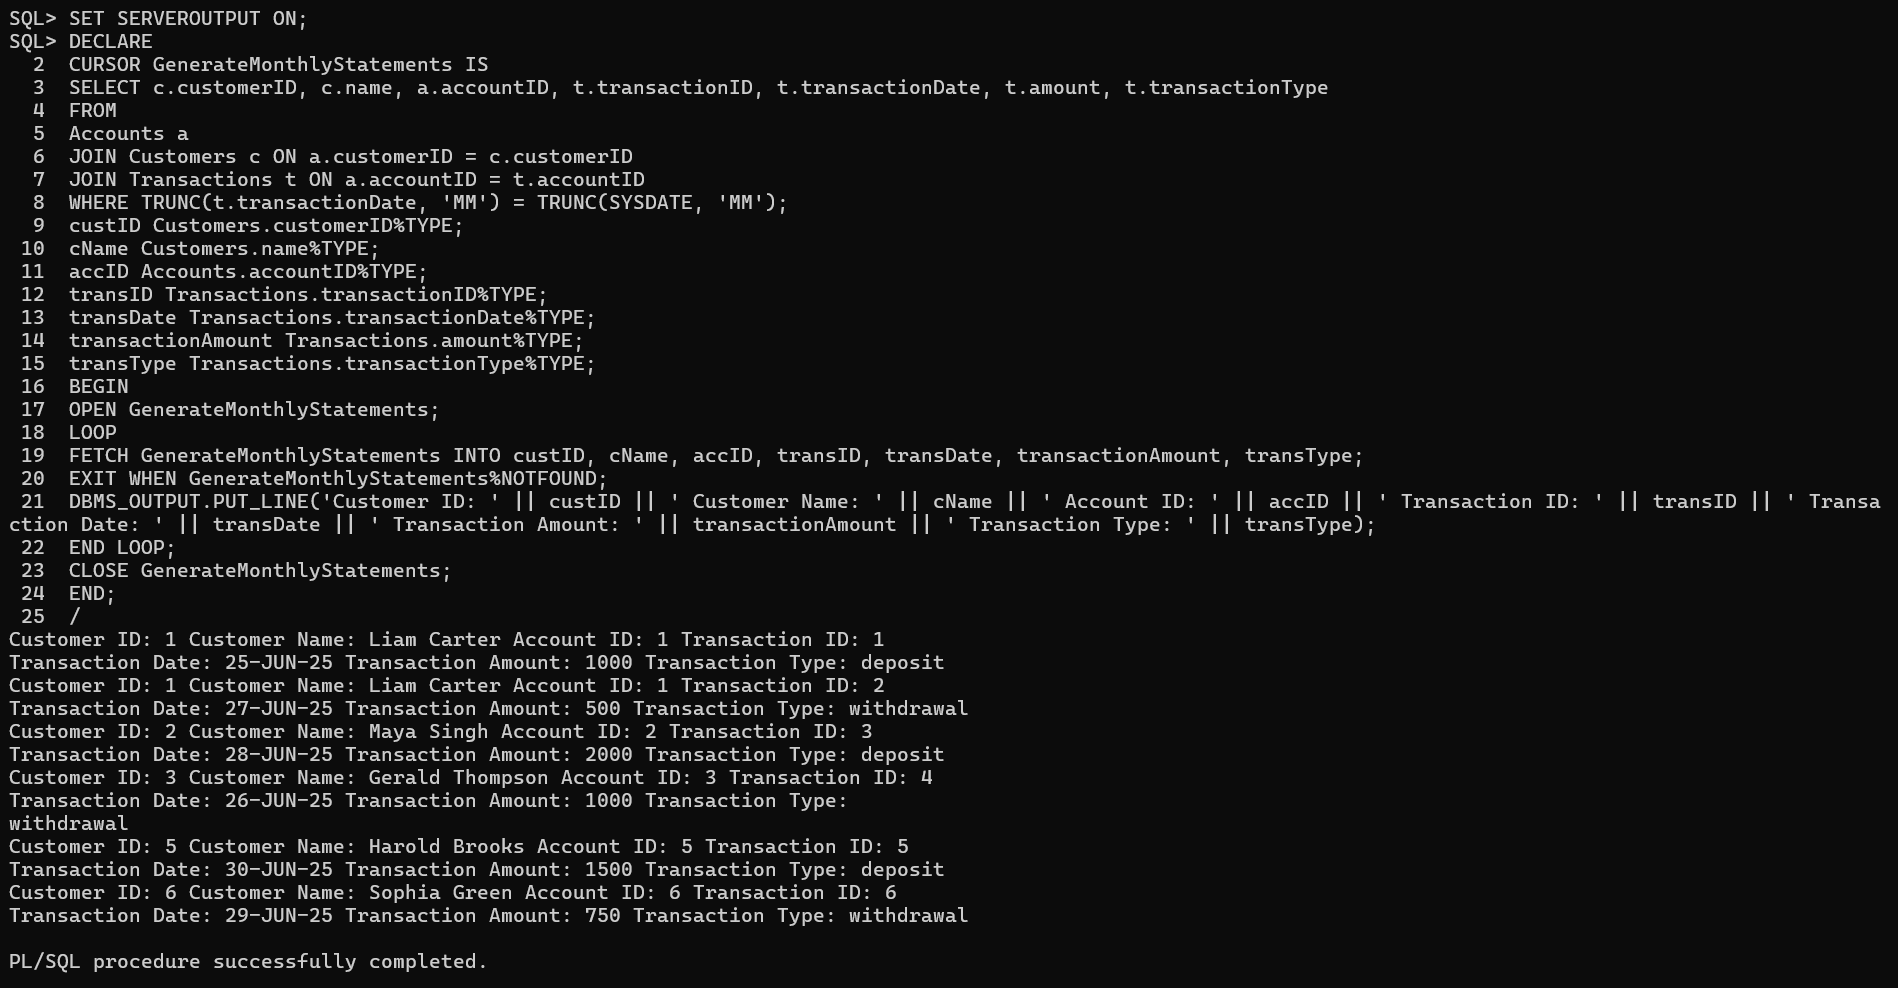 SQL> SET SERVEROUTPUT ON;
SQL> DECLARE
  2  CURSOR GenerateMonthlyStatements IS
  3  SELECT c.customerID, c.name, a.accountID, t.transactionID, t.transactionDate, t.amount, t.transactionType
  4  FROM
  5  Accounts a
  6  JOIN Customers c ON a.customerID = c.customerID
  7  JOIN Transactions t ON a.accountID = t.accountID
  8  WHERE TRUNC(t.transactionDate, 'MM') = TRUNC(SYSDATE, 'MM');
  9  custID Customers.customerID%TYPE;
 10  cName Customers.name%TYPE;
 11  accID Accounts.accountID%TYPE;
 12  transID Transactions.transactionID%TYPE;
 13  transDate Transactions.transactionDate%TYPE;
 14  transactionAmount Transactions.amount%TYPE;
 15  transType Transactions.transactionType%TYPE;
 16  BEGIN
 17  OPEN GenerateMonthlyStatements;
 18  LOOP
 19  FETCH GenerateMonthlyStatements INTO custID, cName, accID, transID, transDate, transactionAmount, transType;
 20  EXIT WHEN GenerateMonthlyStatements%NOTFOUND;
 21  DBMS_OUTPUT.PUT_LINE('Customer ID: ' || custID || ' Customer Name: ' || cName || ' Account ID: ' || accID || ' Transaction ID: ' || transID || ' Transa
ction Date: ' || transDate || ' Transaction Amount: ' || transactionAmount || ' Transaction Type: ' || transType);
 22  END LOOP;
 23  CLOSE GenerateMonthlyStatements;
 24  END;
 25  /
Customer ID: 1 Customer Name: Liam Carter Account ID: 1 Transaction ID: 1
Transaction Date: 25-JUN-25 Transaction Amount: 1000 Transaction Type: deposit
Customer ID: 1 Customer Name: Liam Carter Account ID: 1 Transaction ID: 2
Transaction Date: 27-JUN-25 Transaction Amount: 500 Transaction Type: withdrawal
Customer ID: 2 Customer Name: Maya Singh Account ID: 2 Transaction ID: 3
Transaction Date: 28-JUN-25 Transaction Amount: 2000 Transaction Type: deposit
Customer ID: 3 Customer Name: Gerald Thompson Account ID: 3 Transaction ID: 4
Transaction Date: 26-JUN-25 Transaction Amount: 1000 Transaction Type:
withdrawal
Customer ID: 5 Customer Name: Harold Brooks Account ID: 5 Transaction ID: 5
Transaction Date: 30-JUN-25 Transaction Amount: 1500 Transaction Type: deposit
Customer ID: 6 Customer Name: Sophia Green Account ID: 6 Transaction ID: 6
Transaction Date: 29-JUN-25 Transaction Amount: 750 Transaction Type: withdrawal

PL/SQL procedure successfully completed.